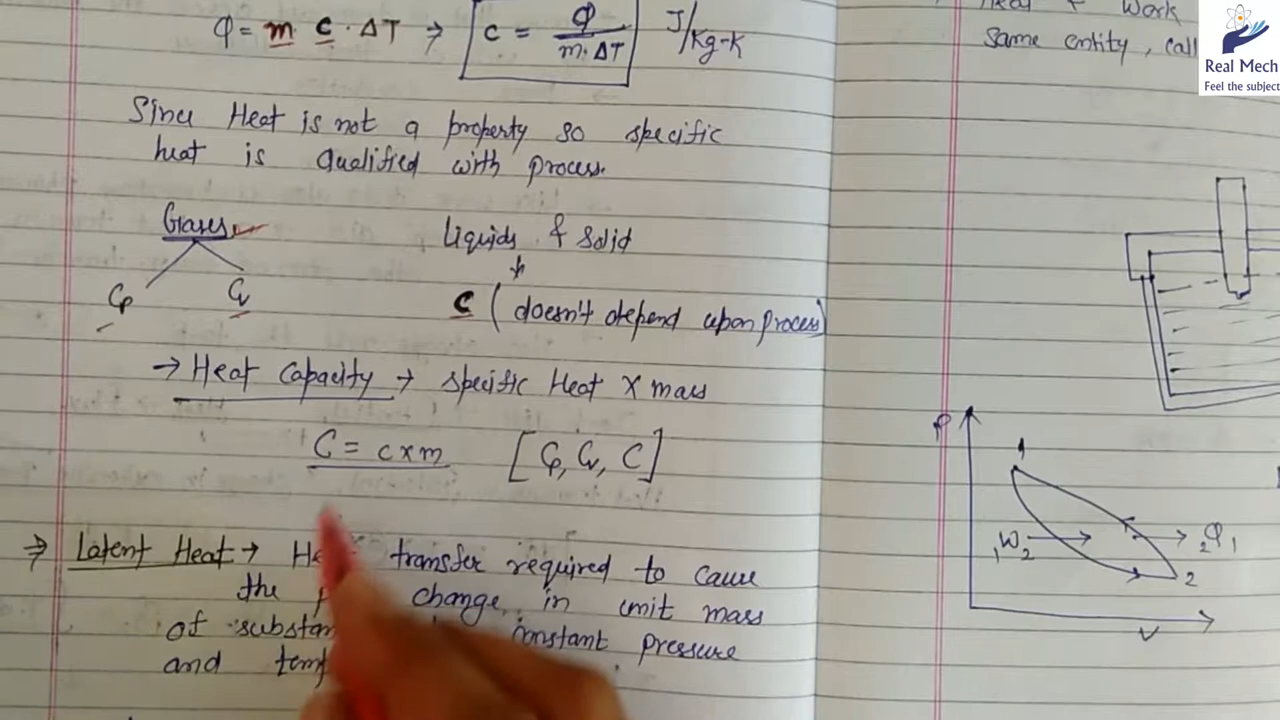 Q = m c · ΔT ⇒ c = Q / m·ΔT J/Kg-K
Since Heat is not a property so specific
heat is qualified with process.
Gases
Liquids & solid
Cp Cv
C (doesn't depend upon process)
→ Heat Capacity → specific Heat × mass
C = c×m [Cp, Cv, C]
⇒ Latent Heat → transfer required to cause
the change in unit mass
of constant pressure
and
Work
same entity,
Real Mech
Feel the subject
P
1
1W2 2Q1
2
V